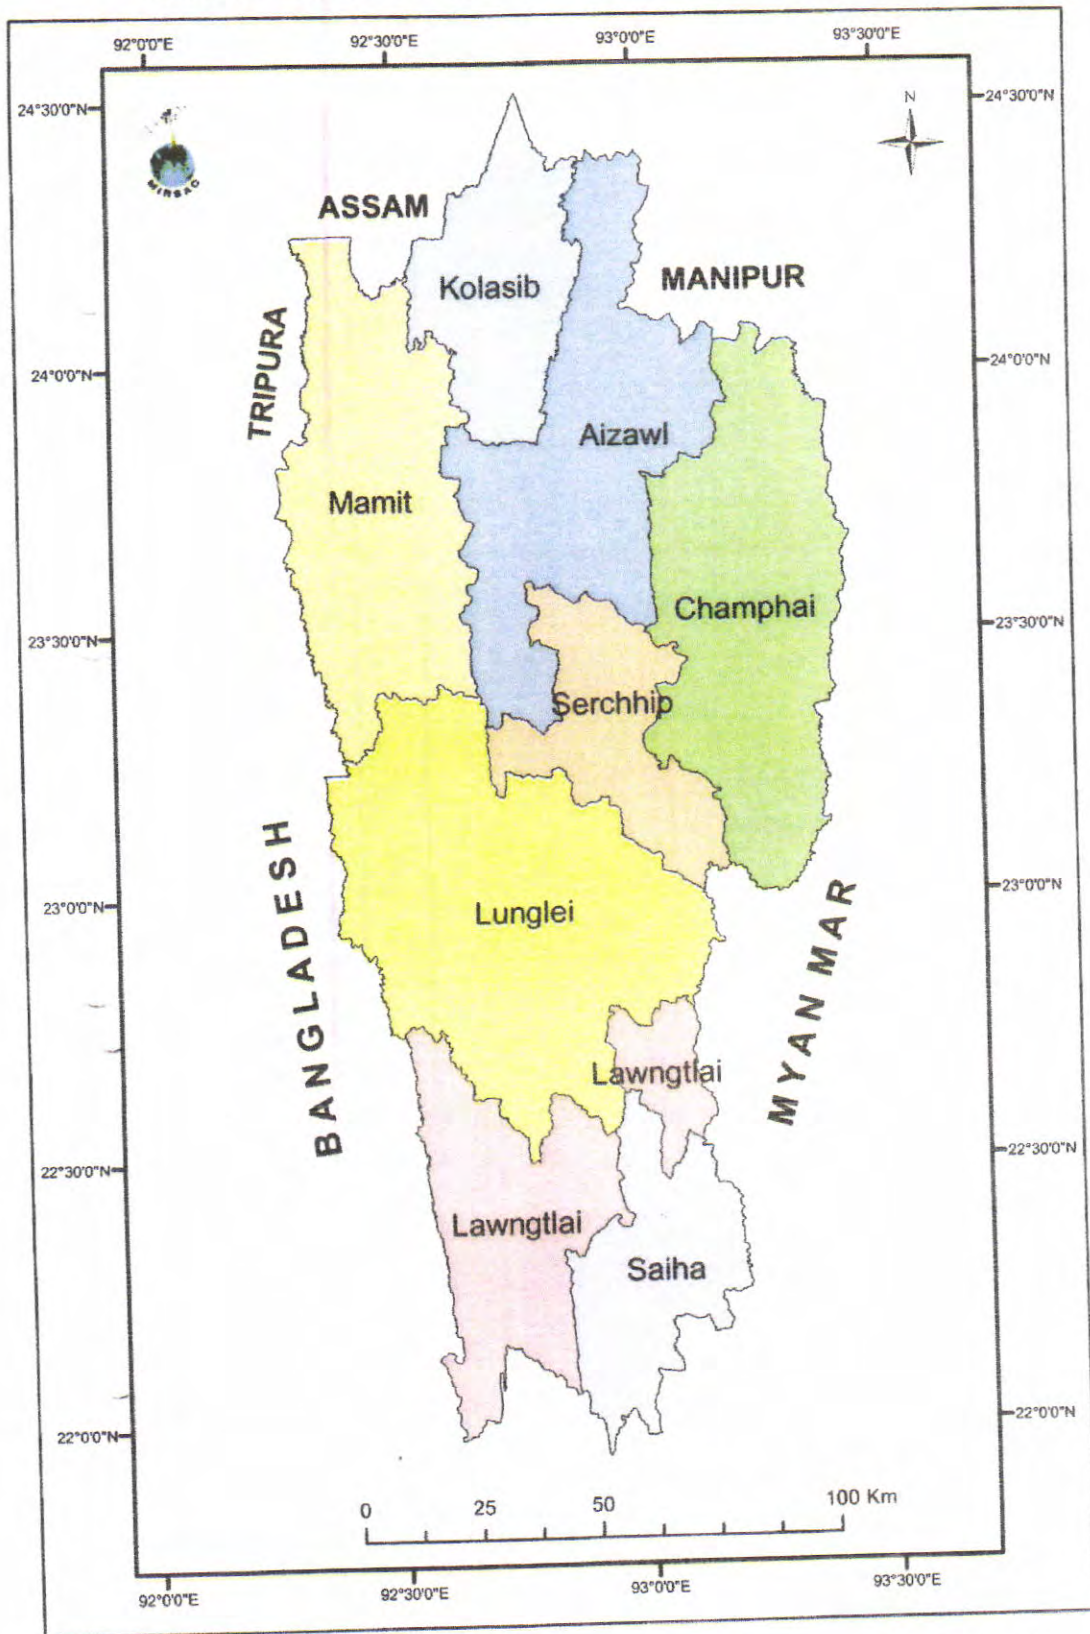 92°0'0"E 92°30'0"E 93°0'0"E 93°30'0"E
24°30'0"N 24°30'0"N
N
MIRSAC
ASSAM
Kolasib
MANIPUR
TRIPURA
24°0'0"N 24°0'0"N
Aizawl
Mamit
Champhai
23°30'0"N 23°30'0"N
Serchhip
BANGLADESH
23°0'0"N 23°0'0"N
Lunglei
MYANMAR
Lawngtlai
22°30'0"N 22°30'0"N
Lawngtlai
Saiha
22°0'0"N 22°0'0"N
0 25 50 100 Km
92°0'0"E 92°30'0"E 93°0'0"E 93°30'0"E